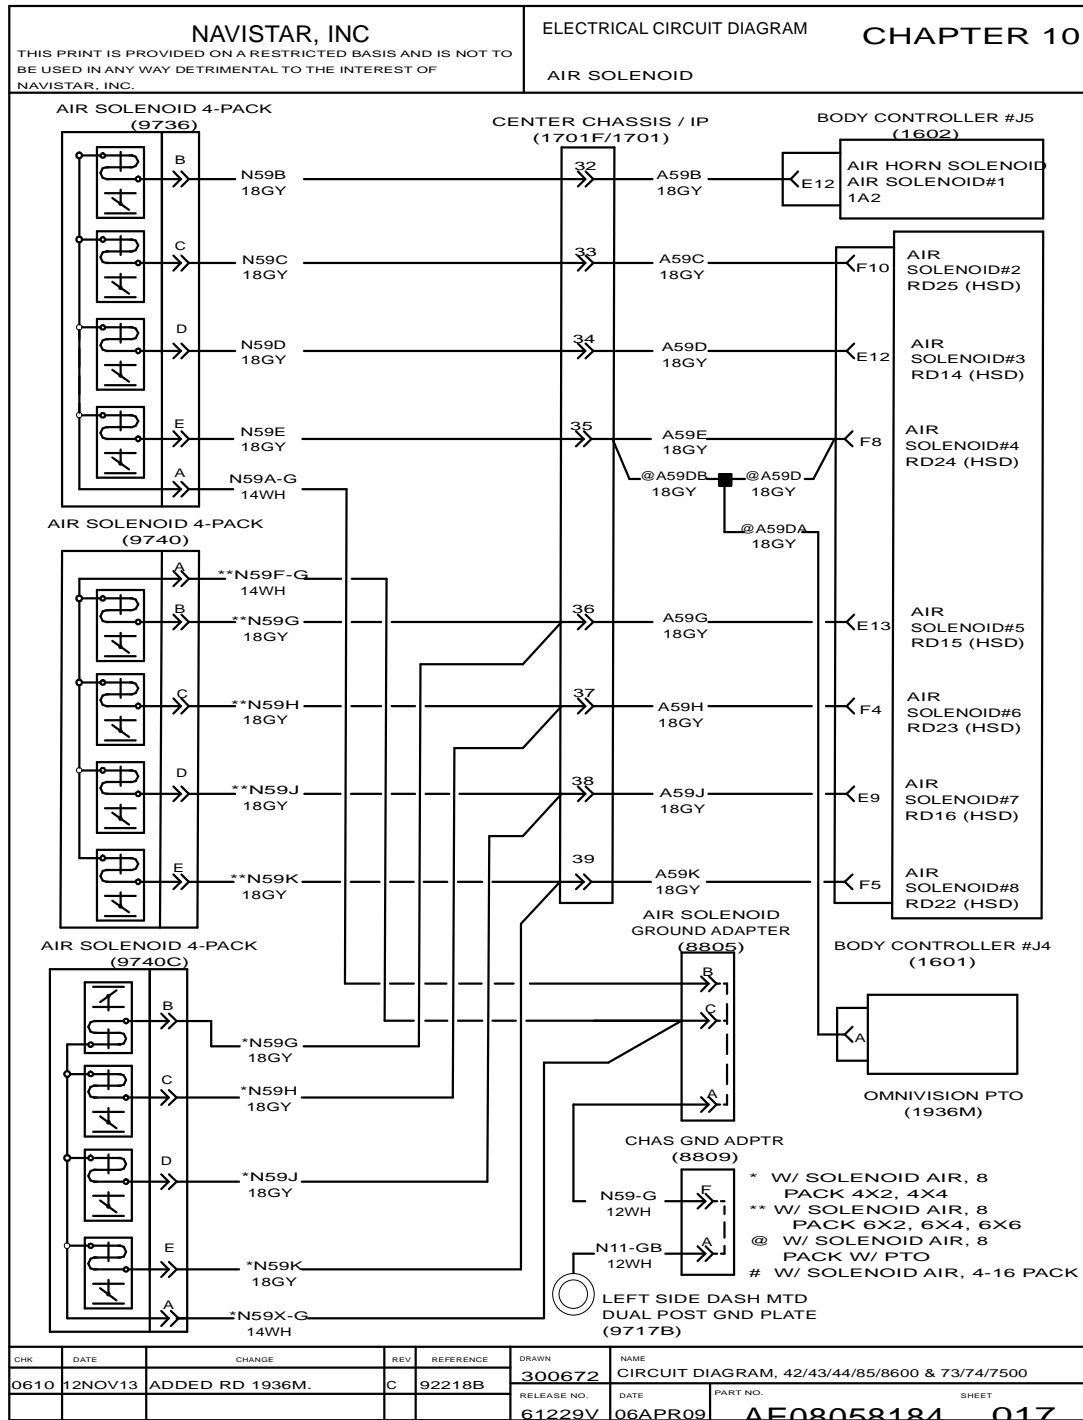 NAVISTAR, INC
THIS PRINT IS PROVIDED ON A RESTRICTED BASIS AND IS NOT TO
BE USED IN ANY WAY DETRIMENTAL TO THE INTEREST OF
NAVISTAR, INC.
ELECTRICAL CIRCUIT DIAGRAM
CHAPTER 10
AIR SOLENOID
AIR SOLENOID 4-PACK
(9736)
CENTER CHASSIS / IP
(1701F/1701)
BODY CONTROLLER #J5
(1602)
B
N59B
18GY
32
A59B
18GY
E12
AIR HORN SOLENOID
AIR SOLENOID#1
1A2
C
N59C
18GY
33
A59C
18GY
F10
AIR
SOLENOID#2
RD25 (HSD)
D
N59D
18GY
34
A59D
18GY
E12
AIR
SOLENOID#3
RD14 (HSD)
E
N59E
18GY
35
A59E
18GY
F8
AIR
SOLENOID#4
RD24 (HSD)
A
N59A-G
14WH
@A59DB
18GY
@A59D
18GY
@A59DA
18GY
AIR SOLENOID 4-PACK
(9740)
A
**N59F-G
14WH
B
**N59G
18GY
36
A59G
18GY
E13
AIR
SOLENOID#5
RD15 (HSD)
C
**N59H
18GY
37
A59H
18GY
F4
AIR
SOLENOID#6
RD23 (HSD)
D
**N59J
18GY
38
A59J
18GY
E9
AIR
SOLENOID#7
RD16 (HSD)
E
**N59K
18GY
39
A59K
18GY
F5
AIR
SOLENOID#8
RD22 (HSD)
AIR SOLENOID 4-PACK
(9740C)
AIR SOLENOID
GROUND ADAPTER
(8805)
BODY CONTROLLER #J4
(1601)
B
C
A
A
OMNIVISION PTO
(1936M)
B
*N59G
18GY
C
*N59H
18GY
D
*N59J
18GY
E
*N59K
18GY
A
*N59X-G
14WH
CHAS GND ADPTR
(8809)
N59-G
12WH
F
N11-GB
12WH
A
LEFT SIDE DASH MTD
DUAL POST GND PLATE
(9717B)
* W/ SOLENOID AIR, 8
PACK 4X2, 4X4
** W/ SOLENOID AIR, 8
PACK 6X2, 6X4, 6X6
@ W/ SOLENOID AIR, 8
PACK W/ PTO
# W/ SOLENOID AIR, 4-16 PACK
CHK DATE CHANGE REV REFERENCE
0610 12NOV13 ADDED RD 1936M. C 92218B
DRAWN
300672
NAME
CIRCUIT DIAGRAM, 42/43/44/85/8600 & 73/74/7500
RELEASE NO.
61229V
DATE
06APR09
PART NO.
AE08058184
SHEET
017